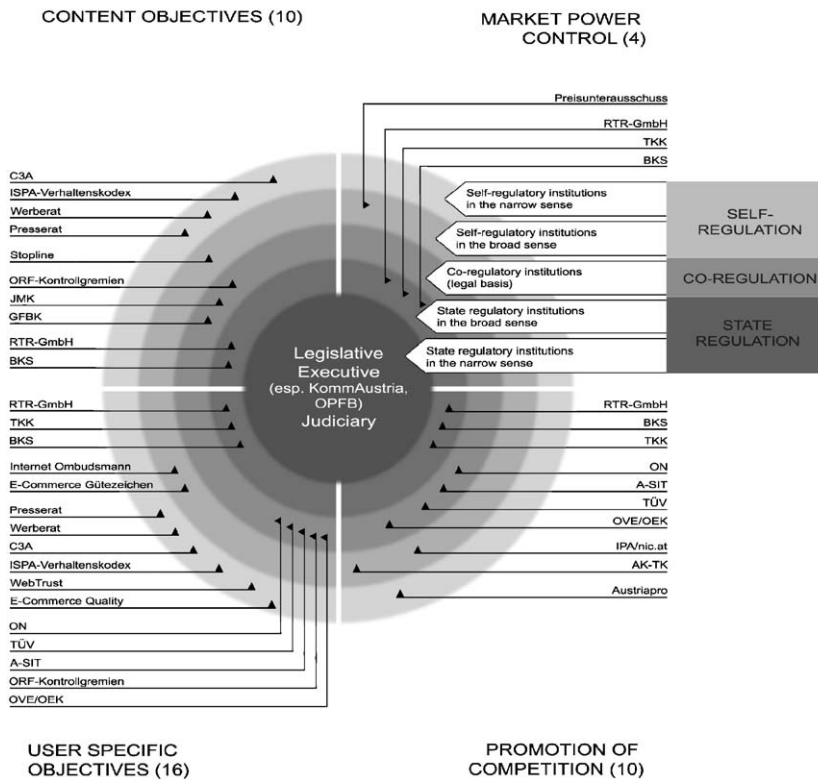 CONTENT OBJECTIVES (10)
MARKET POWER
CONTROL (4)
Preisunterausschuss
RTR-GmbH
TKK
BKS
C3A
ISPA-Verhaltenskodex
Werberat
Presserat
Stopline
ORF-Kontrollgremien
JMK
GFBK
RTR-GmbH
BKS
Self-regulatory institutions
in the narrow sense
Self-regulatory institutions
in the broad sense
Co-regulatory institutions
(legal basis)
State regulatory institutions
in the broad sense
State regulatory institutions
in the narrow sense
SELF-
REGULATION
CO-REGULATION
STATE
REGULATION
Legislative
Executive
(esp. KommAustria,
OPFB)
Judiciary
RTR-GmbH
TKK
BKS
Internet Ombudsmann
E-Commerce Gütezeichen
Presserat
Werberat
C3A
ISPA-Verhaltenskodex
WebTrust
E-Commerce Quality
ON
TÜV
A-SIT
ORF-Kontrollgremien
OVE/OEK
RTR-GmbH
BKS
TKK
ON
A-SIT
TÜV
OVE/OEK
IPA/nic.at
AK-TK
Austriapro
USER SPECIFIC
OBJECTIVES (16)
PROMOTION OF
COMPETITION (10)